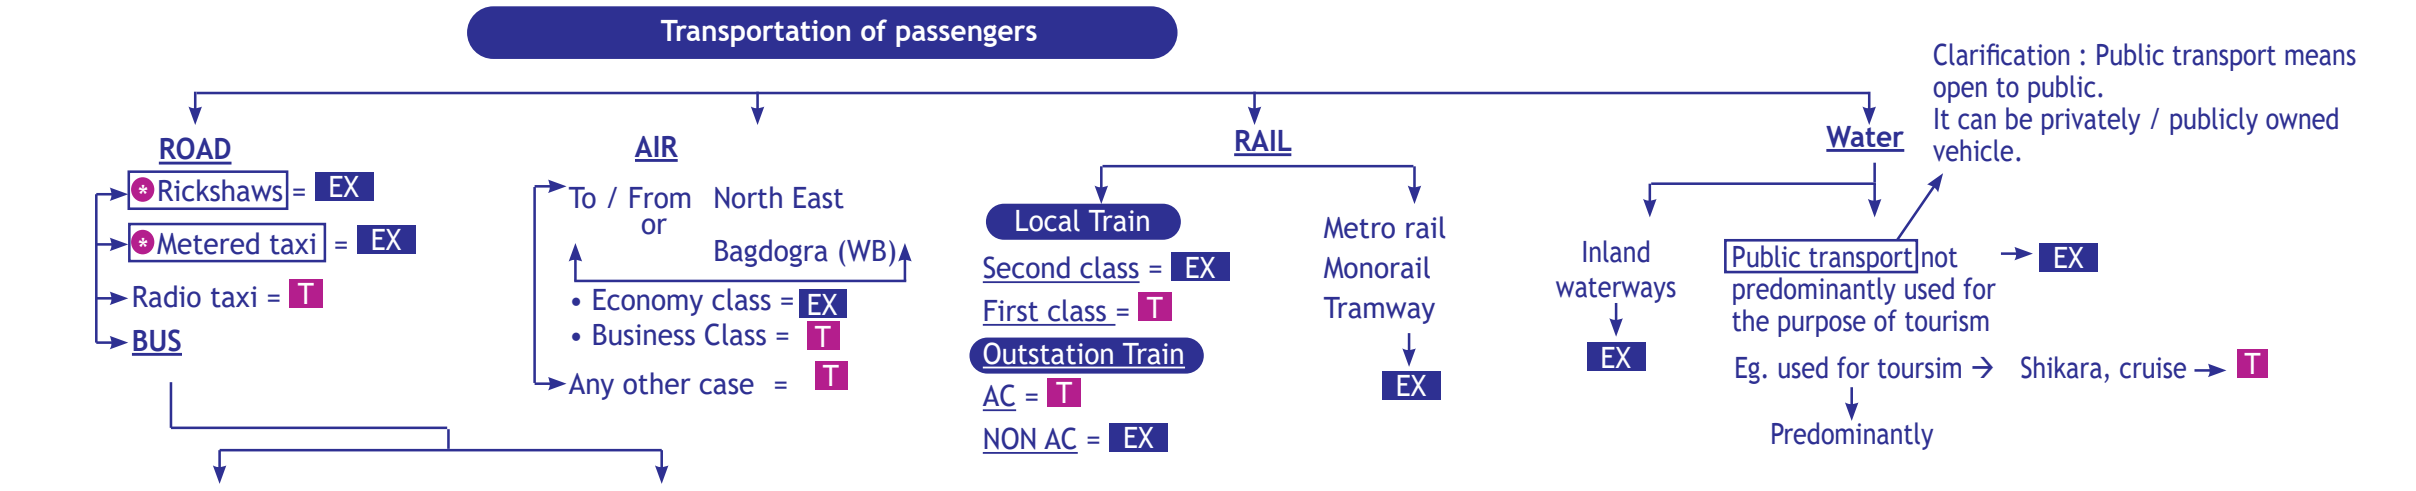 Transportation of passengers
Clarification : Public transport means
open to public.
It can be privately / publicly owned
vehicle.
ROAD
* Rickshaws = EX
* Metered taxi = EX
Radio taxi = T
BUS
AIR
To / From North East
or
Bagdogra (WB)
• Economy class = EX
• Business Class = T
Any other case = T
RAIL
Local Train
Second class = EX
First class = T
Outstation Train
AC = T
NON AC = EX
Metro rail
Monorail
Tramway
EX
Water
Inland
waterways
EX
Public transport not → EX
predominantly used for
the purpose of tourism
Eg. used for toursim → Shikara, cruise → T
Predominantly